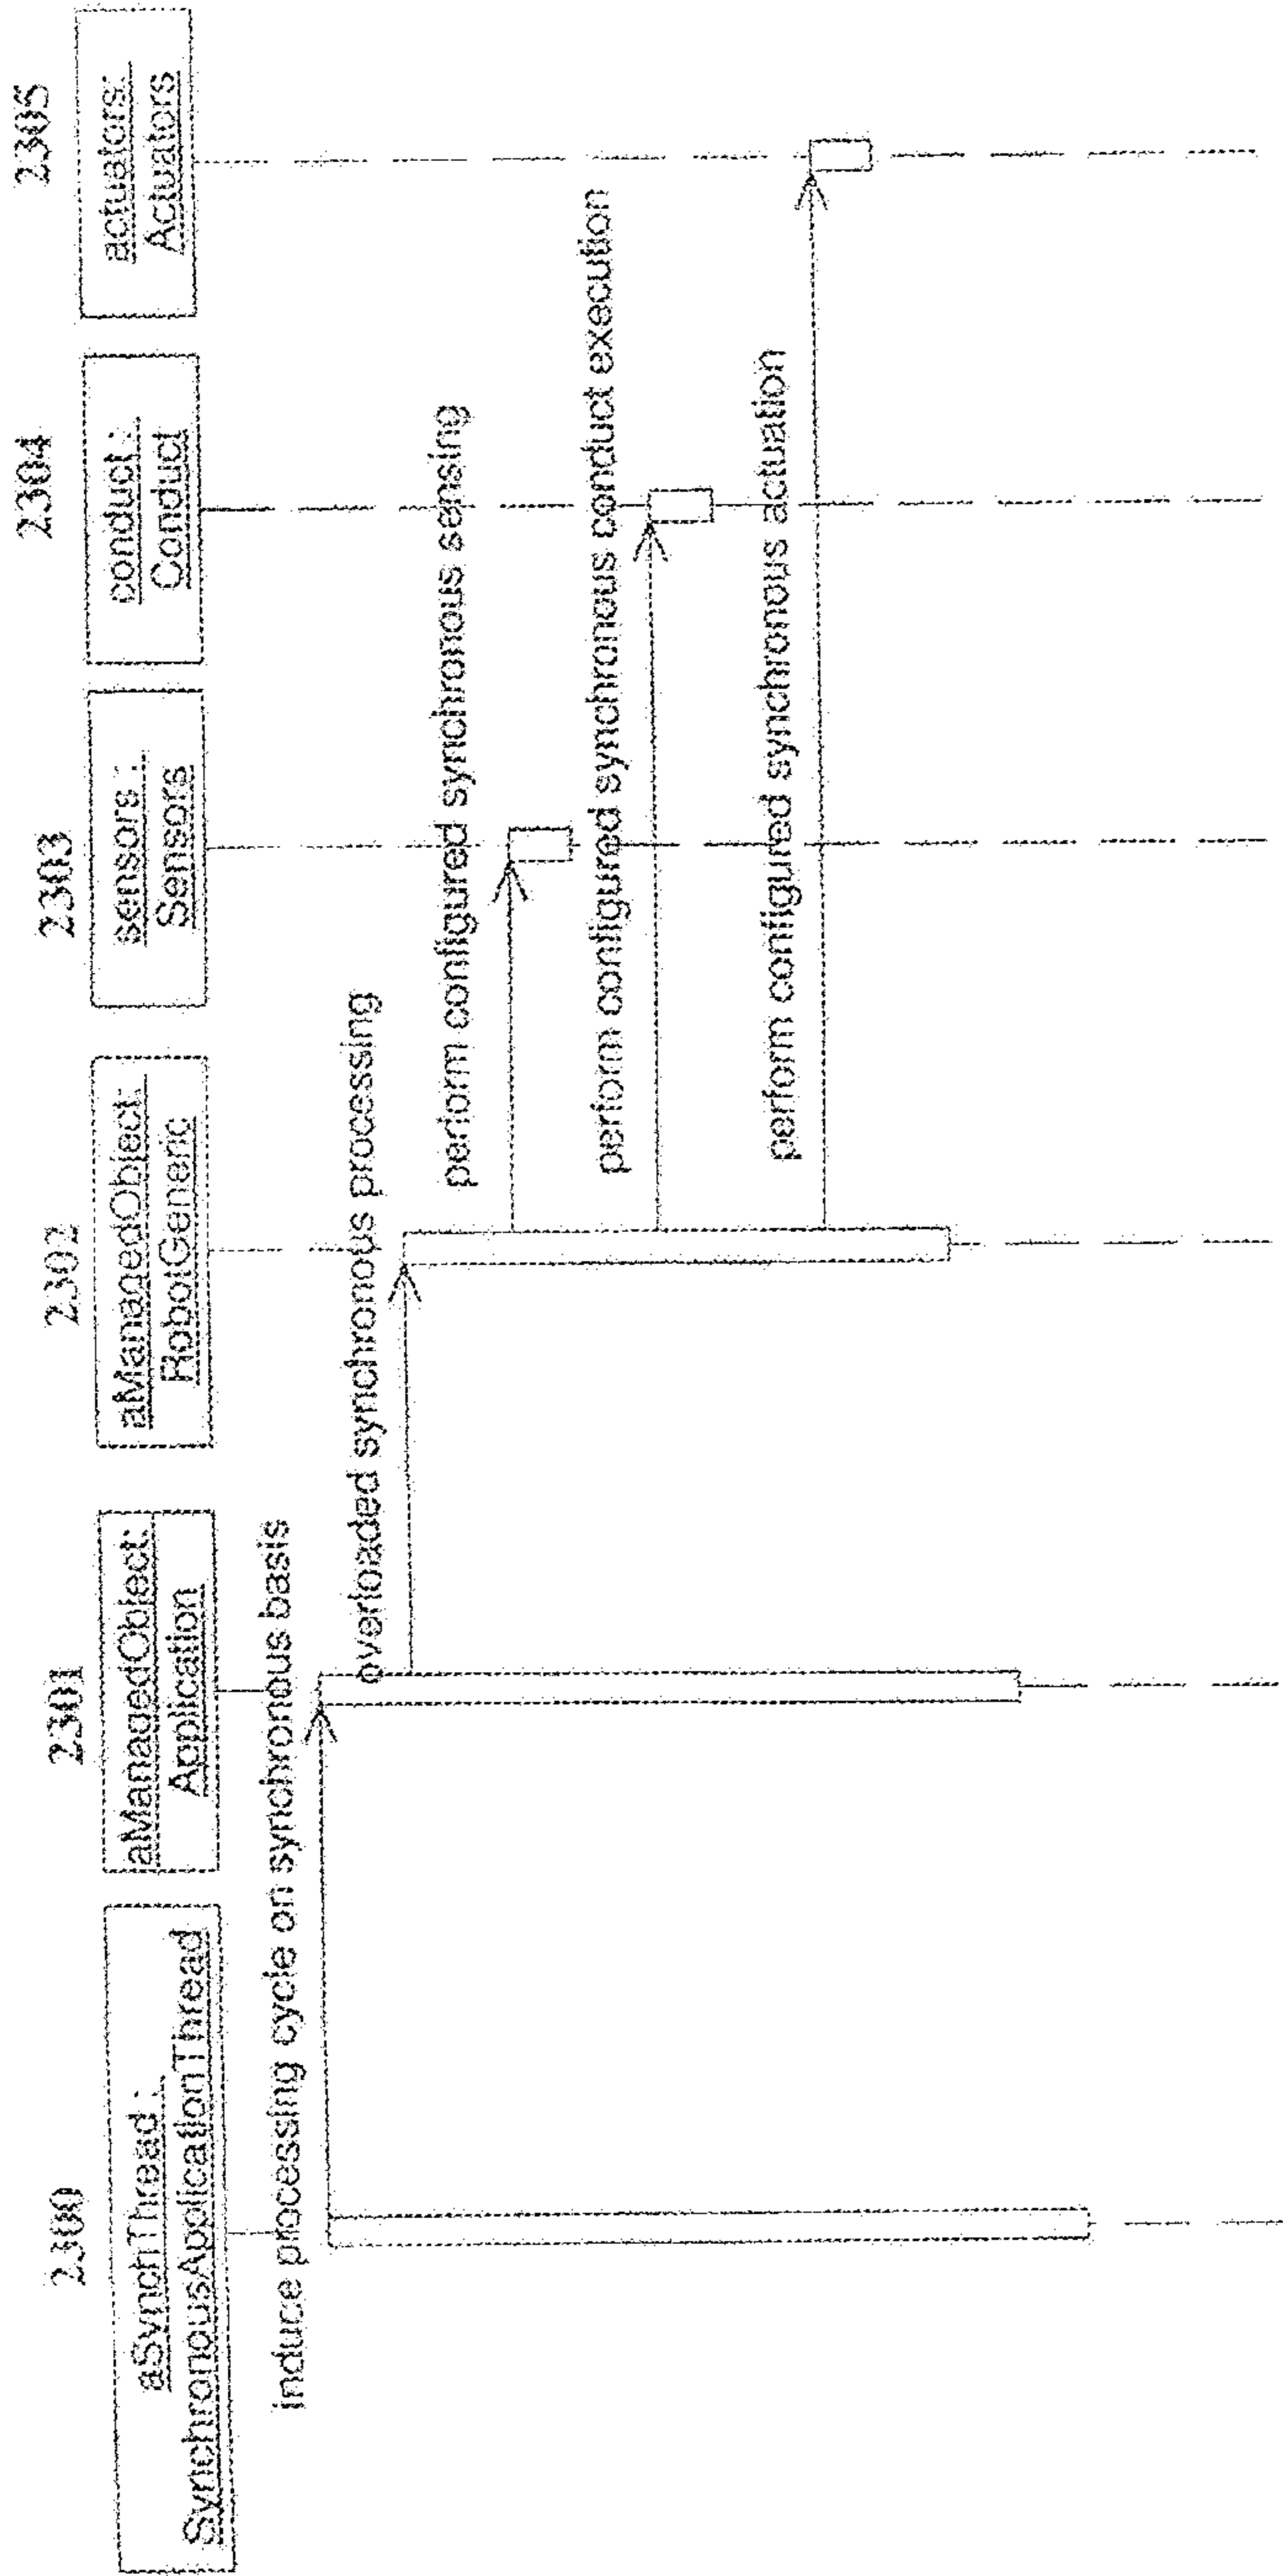 2300
2301
2302
2303
2304
2305
aSynchThread :
SynchronousApplicationThread
aManagedObject:
Application
aManagedObject:
RobotGeneric
sensors :
Sensors
conduct :
Conduct
actuators:
Actuators
induce processing cycle on synchronous basis
overloaded synchronous processing
perform configured synchronous sensing
perform configured synchronous conduct execution
perform configured synchronous actuation